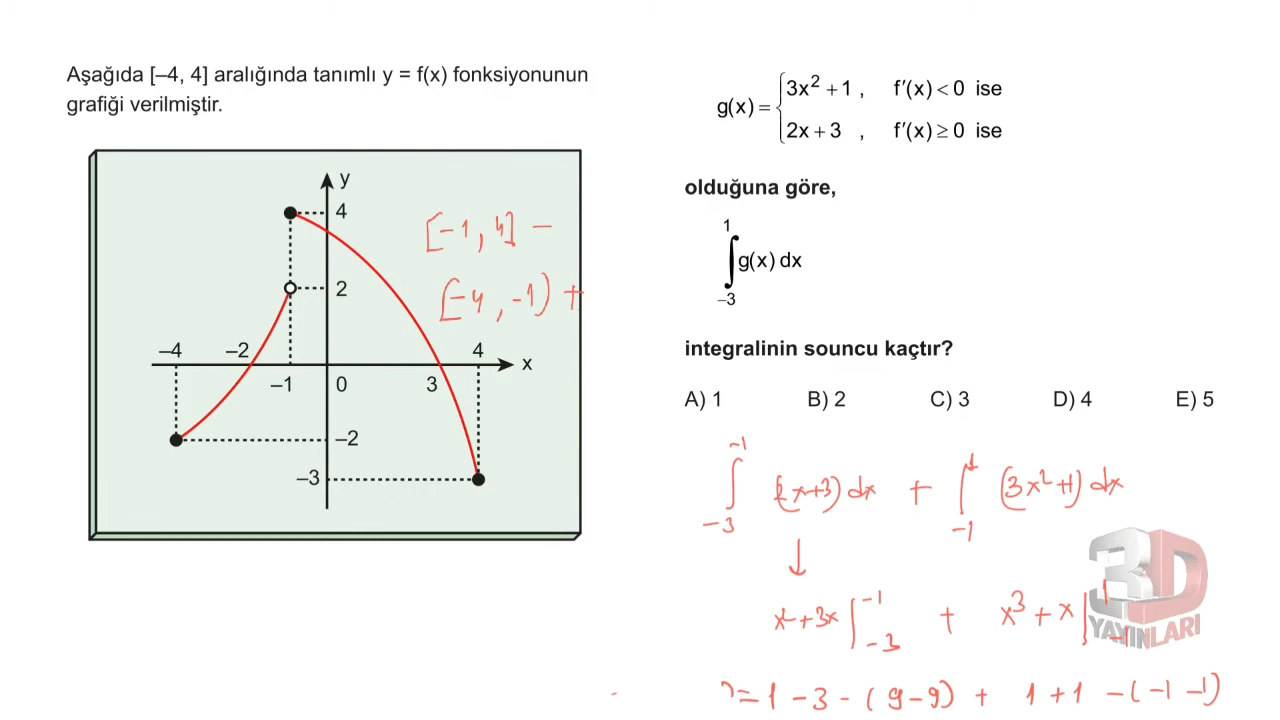 Aşağıda [–4, 4] aralığında tanımlı y = f(x) fonksiyonunun
grafiği verilmiştir.
y
4
2
–4
–2
4
x
–1
0
3
–2
–3
[-1, 4] -
[-4, -1) +
g(x) = { 3x² + 1 , f′(x) < 0 ise
2x + 3 , f′(x) ≥ 0 ise
olduğuna göre,
1
∫ g(x) dx
–3
integralinin souncu kaçtır?
A) 1 B) 2 C) 3 D) 4 E) 5
-1 1
∫ (2x+3) dx + ∫ (3x²+1) dx
-3 -1
↓
x²+3x |₋₃⁻¹ + x³+x |₋₁¹
3D
YAYINLARI
= 1 - 3 - (9-9) + 1 + 1 - (-1 -1)